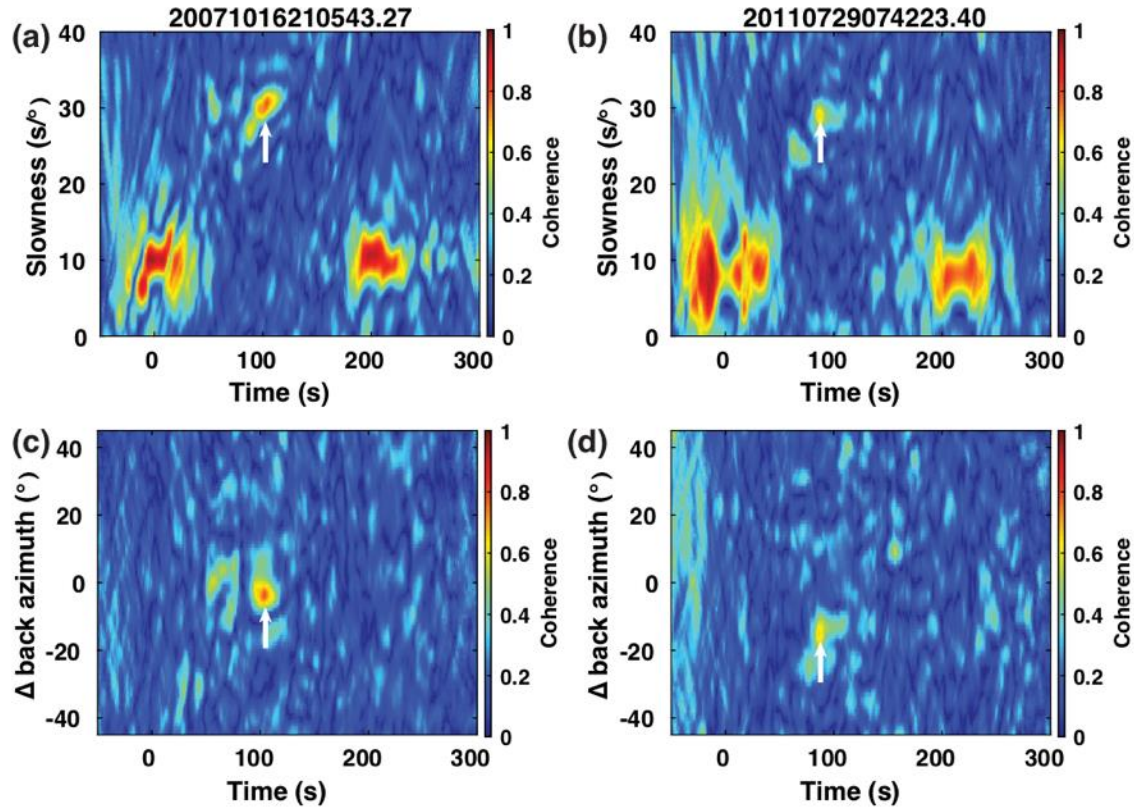 20071016210543.27
20110729074223.40
(a)
40
30
20
10
0
Slowness (s/°)
0 100 200 300
Time (s)
1
0.8
0.6
0.4
0.2
0
Coherence
(b)
40
30
20
10
0
Slowness (s/°)
0 100 200 300
Time (s)
1
0.8
0.6
0.4
0.2
0
Coherence
(c)
40
20
0
-20
-40
Δ back azimuth (°)
0 100 200 300
Time (s)
1
0.8
0.6
0.4
0.2
0
Coherence
(d)
40
20
0
-20
-40
Δ back azimuth (°)
0 100 200 300
Time (s)
1
0.8
0.6
0.4
0.2
0
Coherence